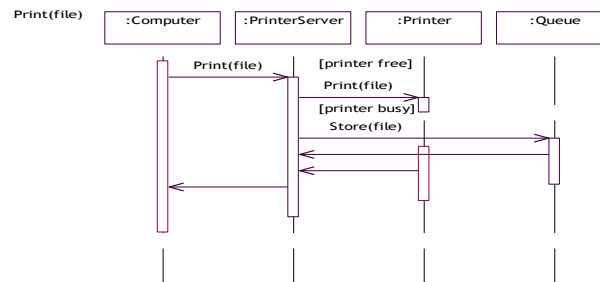 Print(file)
:Computer
:PrinterServer
:Printer
:Queue
Print(file)
[printer free]
Print(file)
[printer busy]
Store(file)